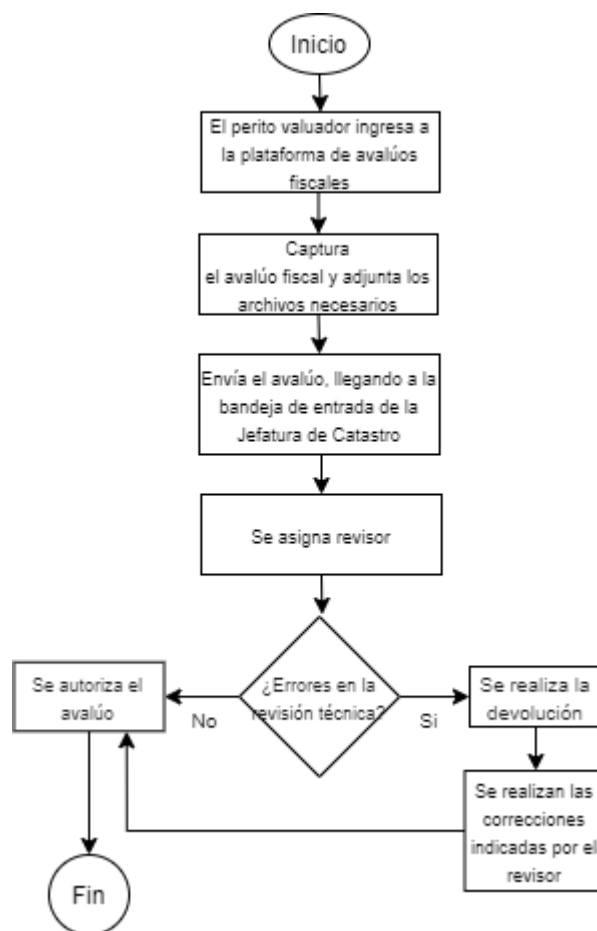 Inicio
El perito valuador ingresa a
la plataforma de avalúos
fiscales
Captura
el avalúo fiscal y adjunta los
archivos necesarios
Envía el avalúo, llegando a la
bandeja de entrada de la
Jefatura de Catastro
Se asigna revisor
¿Errores en la
revisión técnica?
No
Si
Se autoriza el
avalúo
Se realiza la
devolución
Se realizan las
correcciones
indicadas por el
revisor
Fin